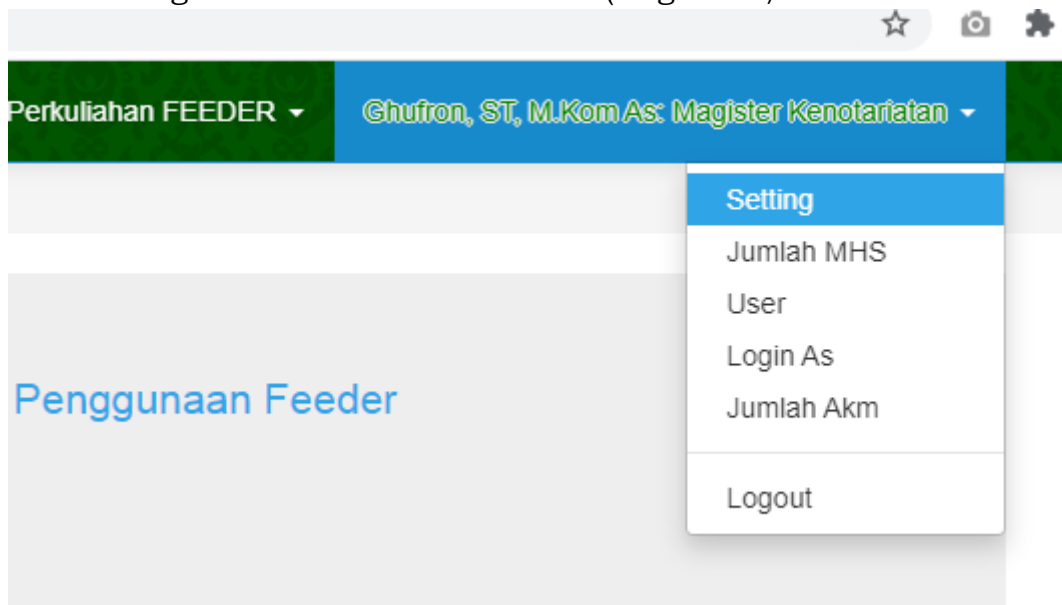 Perkuliahan FEEDER
Ghufron, ST, M.Kom As: Magister Kenotariatan
Setting
Jumlah MHS
User
Login As
Penggunaan Feeder
Jumlah Akm
Logout